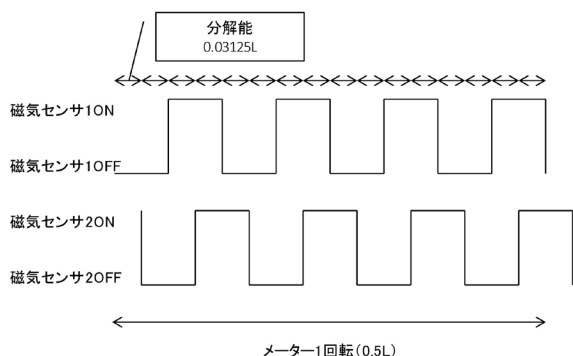 分解能
0.03125L
磁気センサ1ON
磁気センサ1OFF
磁気センサ2ON
磁気センサ2OFF
メーター1回転(0.5L)